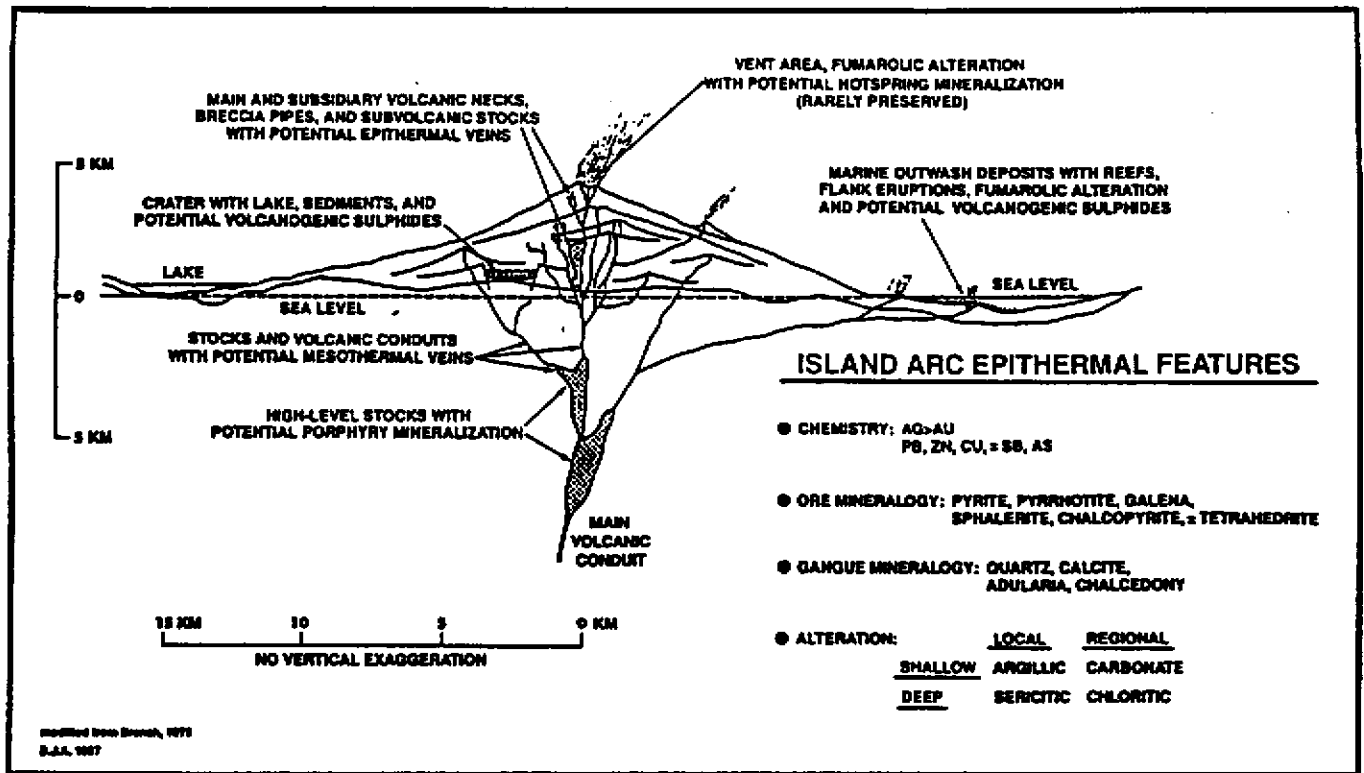 VENT AREA, FUMAROLIC ALTERATION
WITH POTENTIAL HOTSPRING MINERALIZATION
(RARELY PRESERVED)
MAIN AND SUBSIDIARY VOLCANIC NECKS,
BRECCIA PIPES, AND SUBVOLCANIC STOCKS
WITH POTENTIAL EPITHERMAL VEINS
5 KM
MARINE OUTWASH DEPOSITS WITH REEFS,
FLANK ERUPTIONS, FUMAROLIC ALTERATION
AND POTENTIAL VOLCANOGENIC SULPHIDES
CRATER WITH LAKE, SEDIMENTS, AND
POTENTIAL VOLCANOGENIC SULPHIDES
LAKE
0
SEA LEVEL
SEA LEVEL
STOCKS AND VOLCANIC CONDUITS
WITH POTENTIAL MESOTHERMAL VEINS
HIGH-LEVEL STOCKS WITH
POTENTIAL PORPHYRY MINERALIZATION
5 KM
MAIN
VOLCANIC
CONDUIT
15 KM 10 5 0 KM
NO VERTICAL EXAGGERATION
ISLAND ARC EPITHERMAL FEATURES
● CHEMISTRY: AG>AU
PB, ZN, CU, ± SB, AS
● ORE MINERALOGY: PYRITE, PYRRHOTITE, GALENA,
SPHALERITE, CHALCOPYRITE, ± TETRAHEDRITE
● GANGUE MINERALOGY: QUARTZ, CALCITE,
ADULARIA, CHALCEDONY
● ALTERATION: LOCAL REGIONAL
SHALLOW ARGILLIC CARBONATE
DEEP SERICITIC CHLORITIC
modified from Branch, 1976
1987